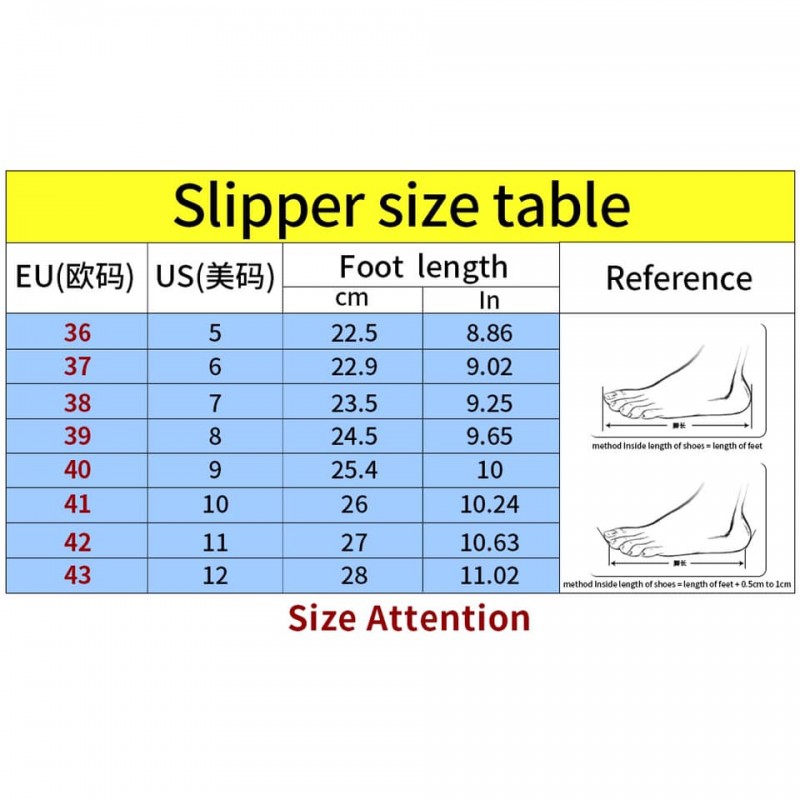 Slipper size table
EU(欧码) US(美码) Foot length Reference
cm In
36 5 22.5 8.86
37 6 22.9 9.02
38 7 23.5 9.25
39 8 24.5 9.65
40 9 25.4 10
41 10 26 10.24
42 11 27 10.63
43 12 28 11.02
脚长
method Inside length of shoes = length of feet
脚长
method Inside length of shoes = length of feet + 0.5cm to 1cm
Size Attention